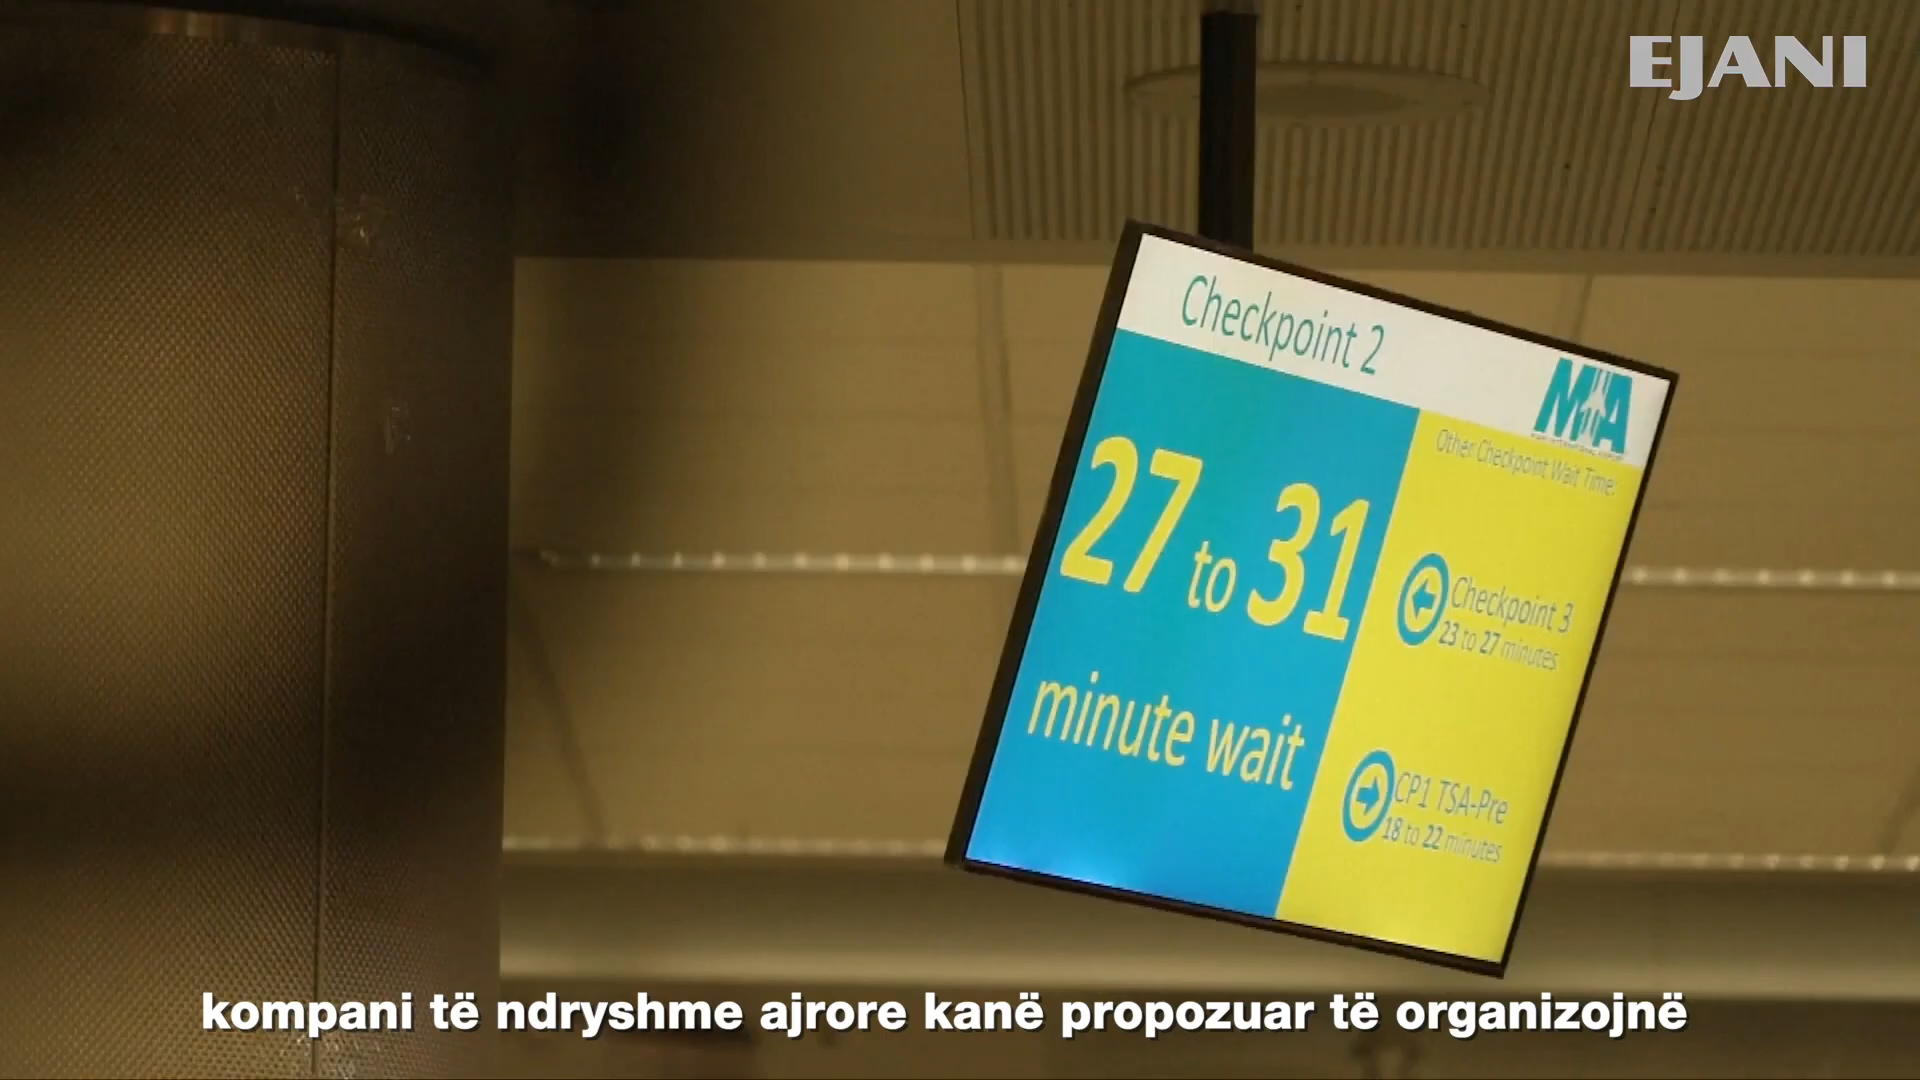 EJANI
Checkpoint 2
MIA
Other Checkpoint Wait Time:
27 to 31
minute wait
Checkpoint 3
23 to 27 minutes
CP1 TSA-Pre
18 to 22 minutes
kompani të ndryshme ajrore kanë propozuar të organizojnë